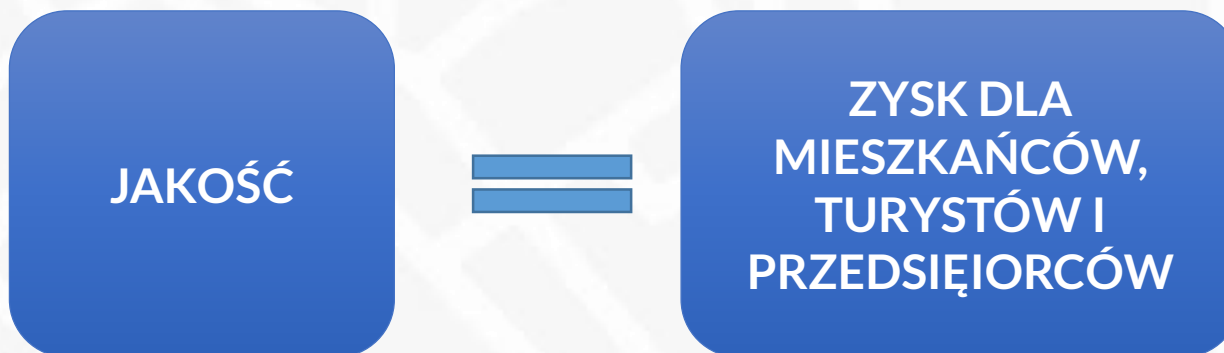 JAKOŚĆ
ZYSK DLA
MIESZKAŃCÓW,
TURYSTÓW I
PRZEDSIĘIORCÓW